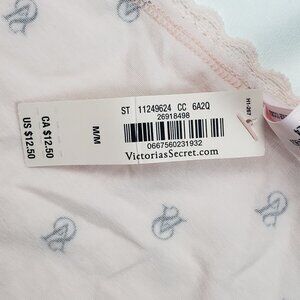 ST 11249624 CC 6A2Q
26918498
0667560231932
VictoriasSecret.com
M/M
CA $12.50
US $12.50